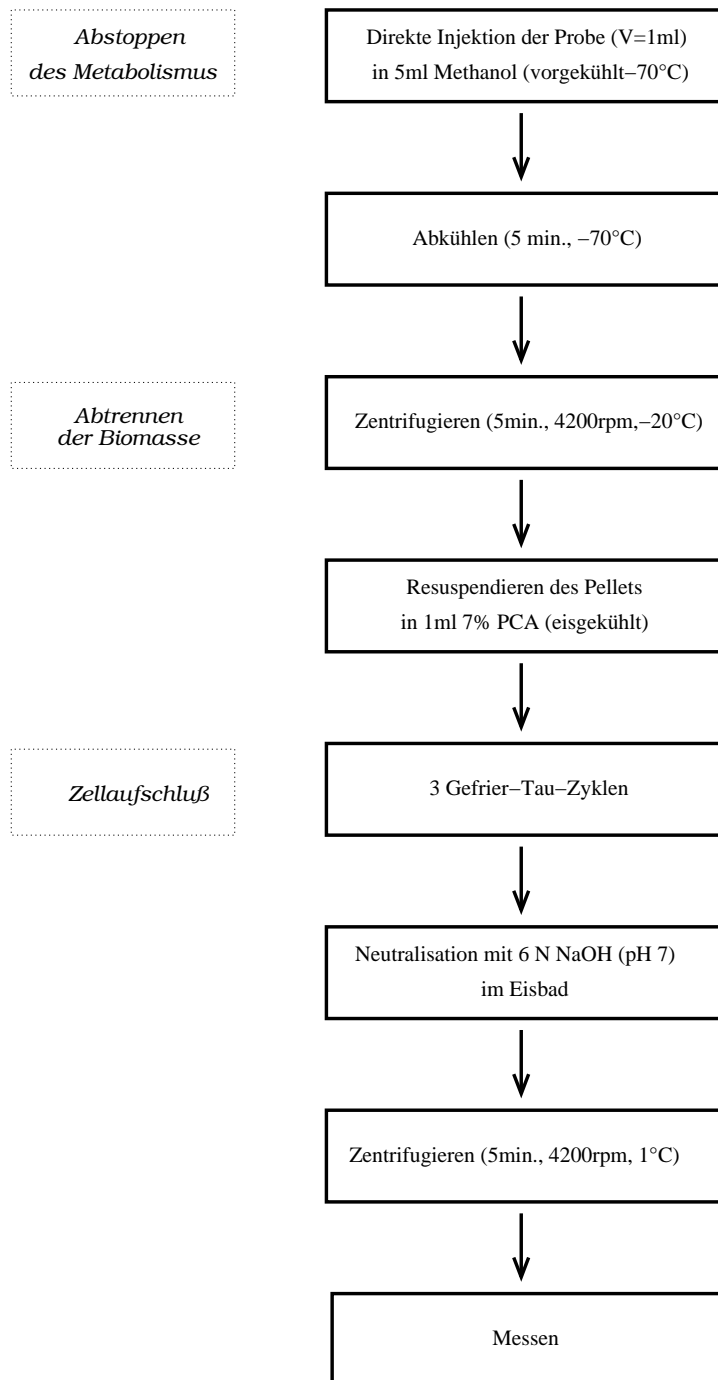 Abstoppen
des Metabolismus
Direkte Injektion der Probe (V=1ml)
in 5ml Methanol (vorgekühlt−70°C)
Abkühlen (5 min., −70°C)
Abtrennen
der Biomasse
Zentrifugieren (5min., 4200rpm,−20°C)
Resuspendieren des Pellets
in 1ml 7% PCA (eisgekühlt)
Zellaufschluß
3 Gefrier−Tau−Zyklen
Neutralisation mit 6 N NaOH (pH 7)
im Eisbad
Zentrifugieren (5min., 4200rpm, 1°C)
Messen